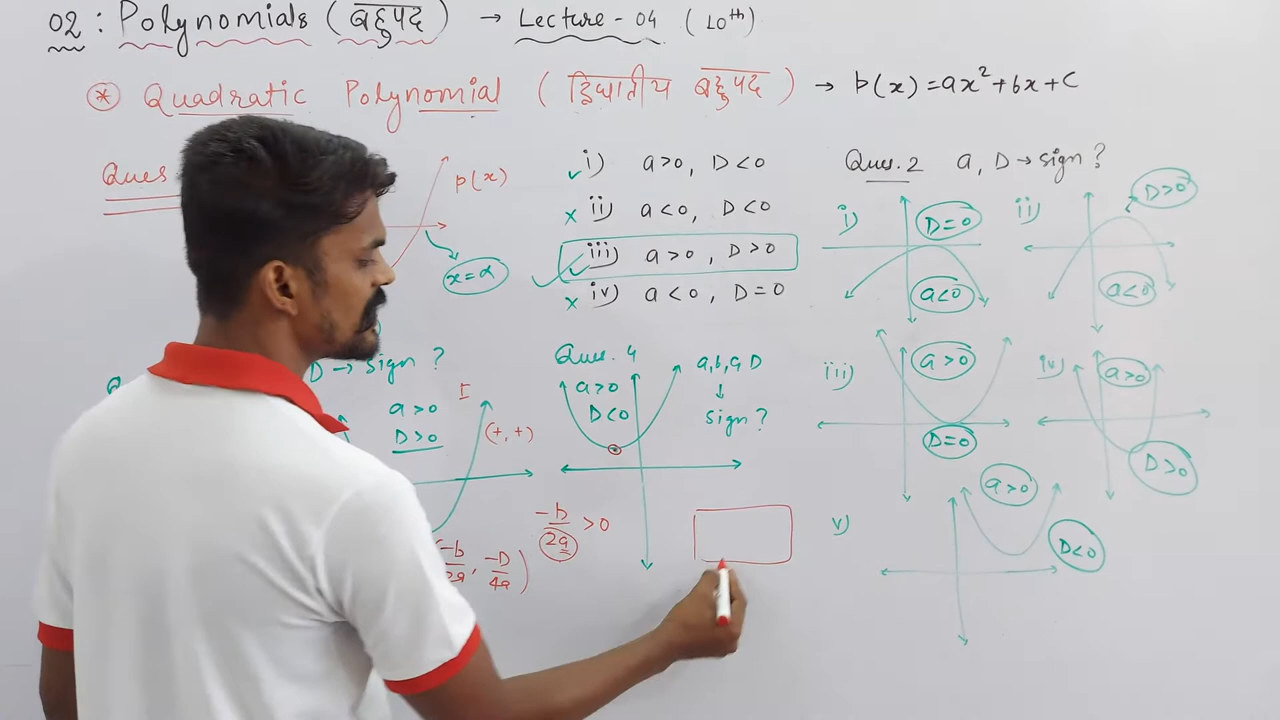 02 : Polynomials (बहुपद) → Lecture - 04 (10th)
* Quadratic Polynomial (द्विघातीय बहुपद) → p(x) = ax² + bx + c
Ques
p(x)
x = α
i) a>0, D<0
ii) a<0, D<0
iii) a>0, D>0
iv) a<0, D=0
Ques. 2 a, D → sign ?
i) D=0
a<0
ii) D>0
a<0
iii) a>0
D=0
iv) a>0
D>0
v) a>0
D<0
D → sign ?
a>0
D>0
I
(+, +)
-b/2a, -D/4a)
Ques. 4
a>0
D<0
a, b, a D
↓
sign ?
-b/2a > 0